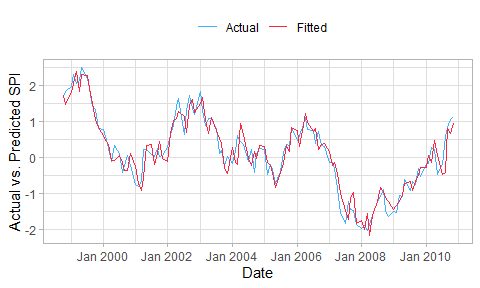 Actual Fitted
Actual vs. Predicted SPI
2
1
0
-1
-2
Jan 2000 Jan 2002 Jan 2004 Jan 2006 Jan 2008 Jan 2010
Date